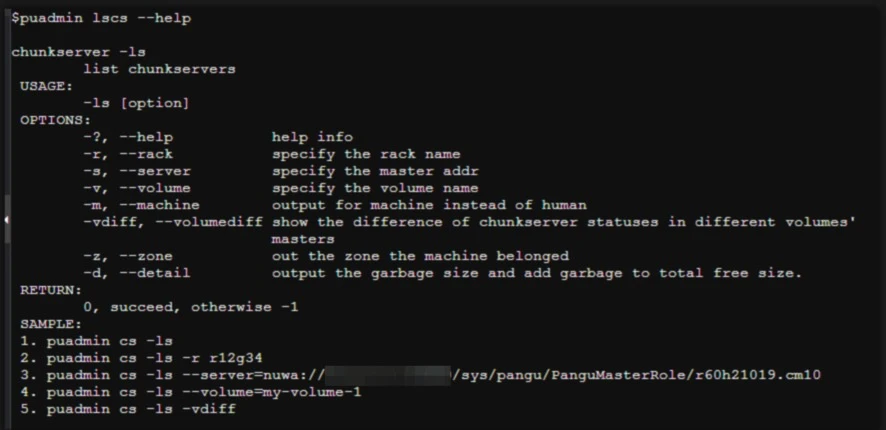 $puadmin lscs --help
chunkserver -ls
list chunkservers
USAGE:
-ls [option]
OPTIONS:
-?, --help help info
-r, --rack specify the rack name
-s, --server specify the master addr
-v, --volume specify the volume name
-m, --machine output for machine instead of human
-vdiff, --volumediff show the difference of chunkserver statuses in different volumes'
masters
-z, --zone out the zone the machine belonged
-d, --detail output the garbage size and add garbage to total free size.
RETURN:
0, succeed, otherwise -1
SAMPLE:
1. puadmin cs -ls
2. puadmin cs -ls -r r12g34
3. puadmin cs -ls --server=nuwa:// /sys/pangu/PanguMasterRole/r60h21019.cm10
4. puadmin cs -ls --volume=my-volume-1
5. puadmin cs -ls -vdiff